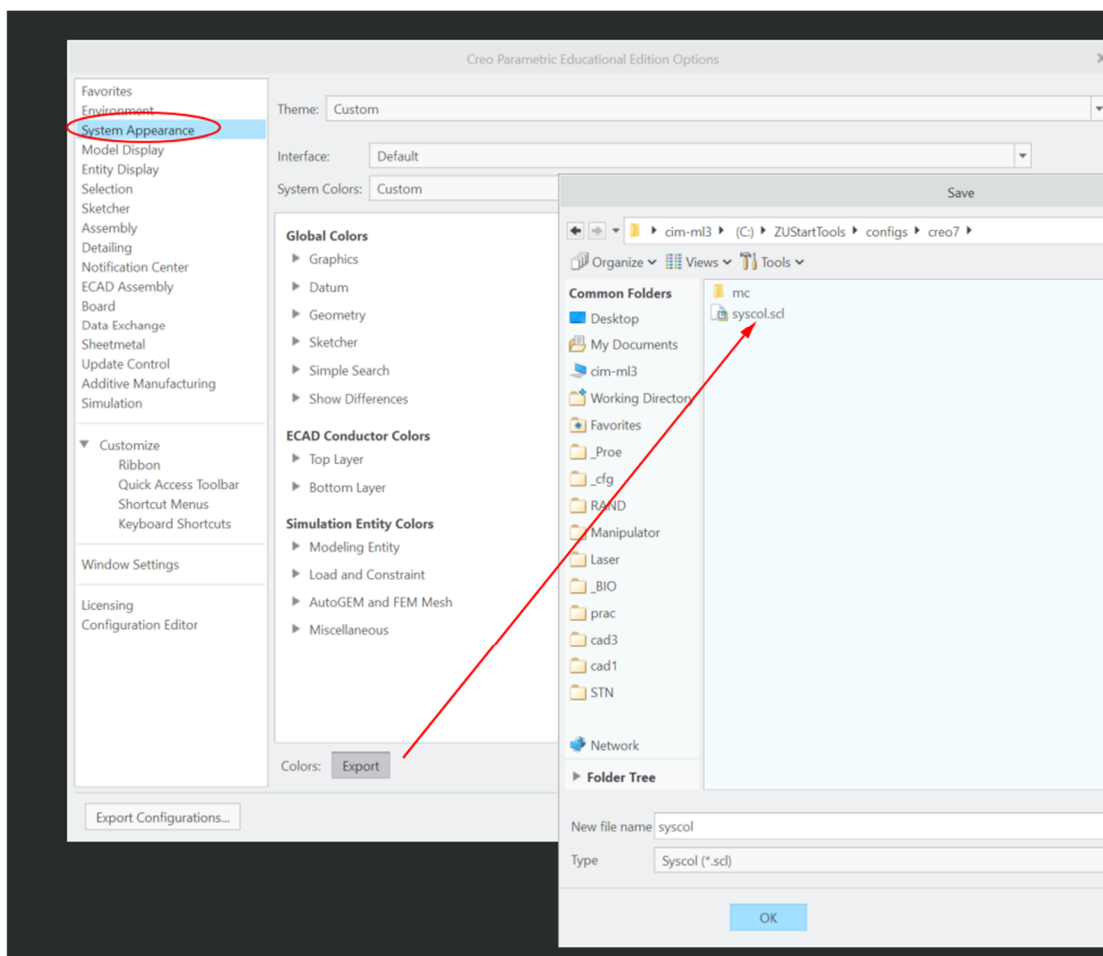 Creo Parametric Educational Edition Options
Favorites
Environment
System Appearance
Model Display
Entity Display
Selection
Sketcher
Assembly
Detailing
Notification Center
ECAD Assembly
Board
Data Exchange
Sheetmetal
Update Control
Additive Manufacturing
Simulation
Customize
Ribbon
Quick Access Toolbar
Shortcut Menus
Keyboard Shortcuts
Window Settings
Licensing
Configuration Editor
Export Configurations...
Theme: Custom
Interface: Default
System Colors: Custom
Global Colors
Graphics
Datum
Geometry
Sketcher
Simple Search
Show Differences
ECAD Conductor Colors
Top Layer
Bottom Layer
Simulation Entity Colors
Modeling Entity
Load and Constraint
AutoGEM and FEM Mesh
Miscellaneous
Colors: Export
Save
cim-ml3 (C:) ZUStartTools configs creo7
Organize Views Tools
Common Folders
Desktop
My Documents
cim-ml3
Working Director
Favorites
_Proe
_cfg
RAND
Manipulator
Laser
_BIO
prac
cad3
cad1
STN
Network
Folder Tree
mc
syscol.scl
New file name syscol
Type Syscol (*.scl)
OK